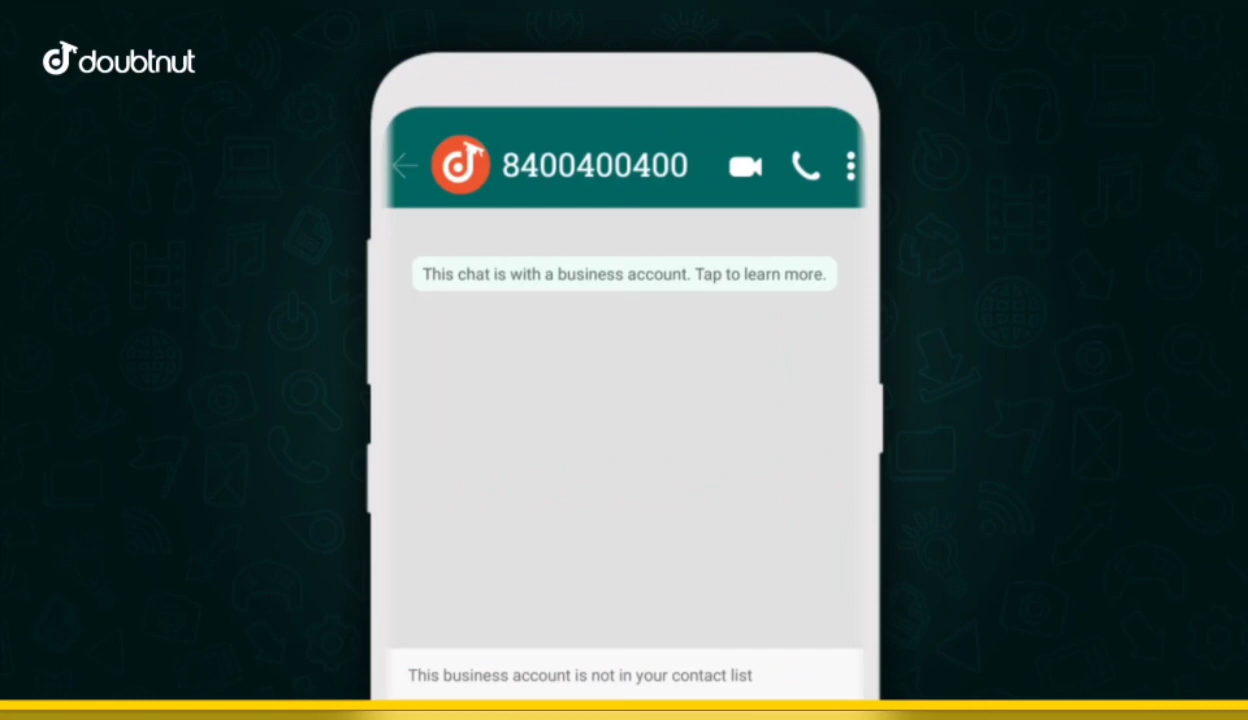 doubtnut
8400400400
This chat is with a business account. Tap to learn more.
This business account is not in your contact list